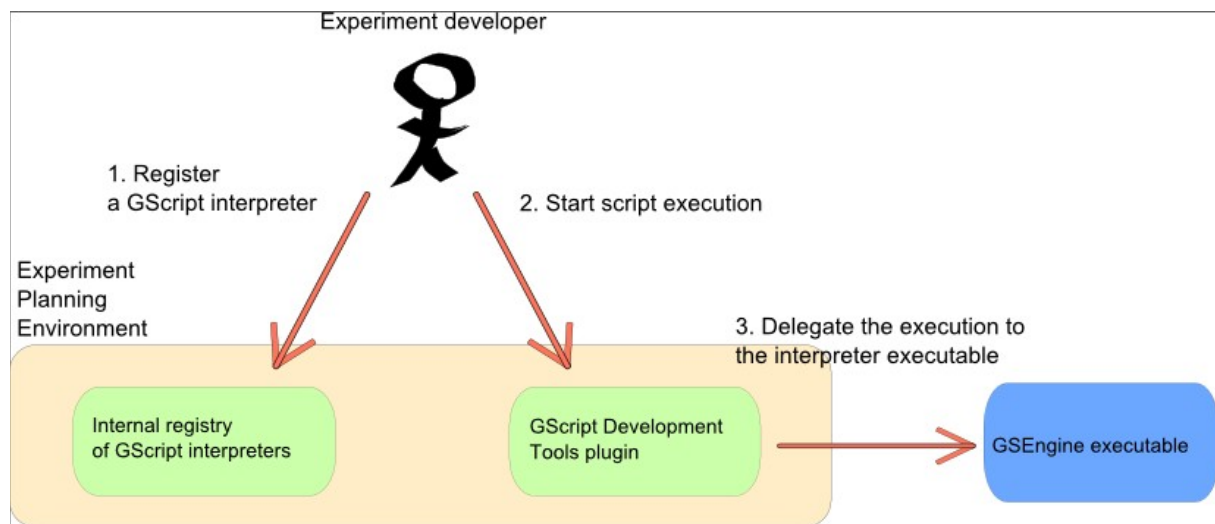 Experiment developer
1. Register
a GScript interpreter
2. Start script execution
Experiment
Planning
Environment
3. Delegate the execution to
the interpreter executable
Internal registry
of GScript interpreters
GScript Development
Tools plugin
GSEngine executable